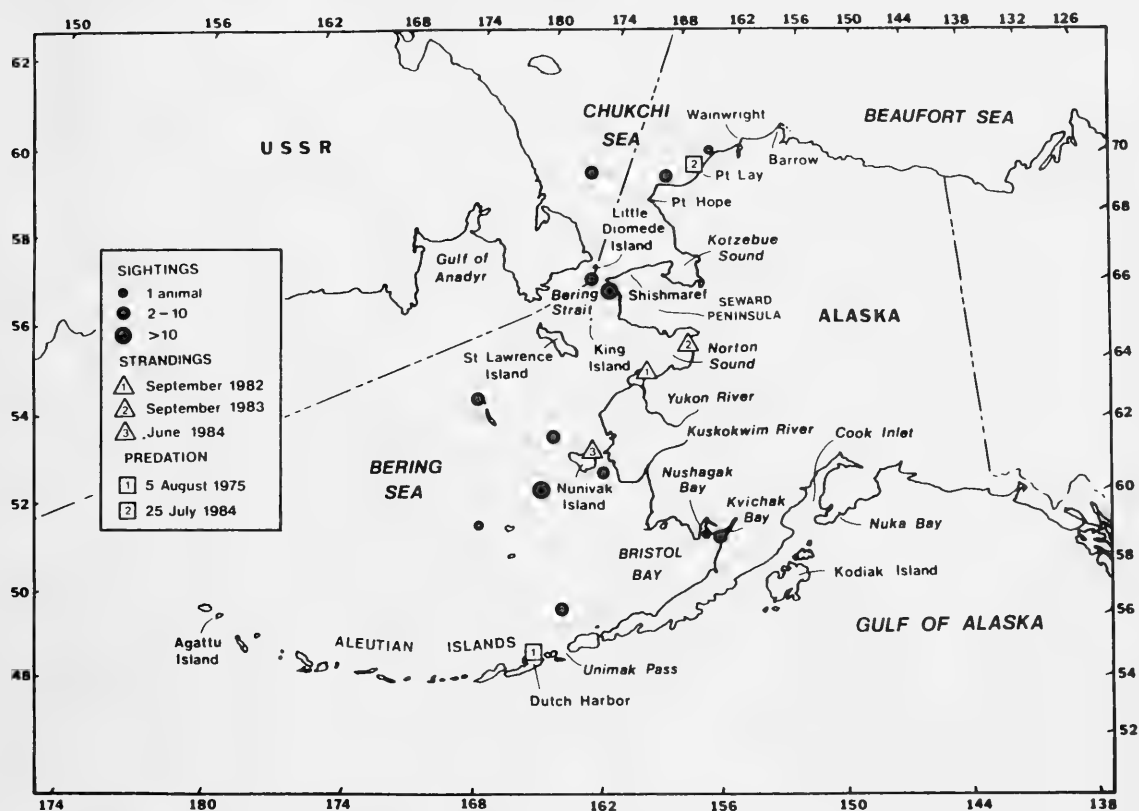 150 156 162 168 174 180 174 168 162 156 150 144 138 132 126
62
60
58
56
54
52
50
48
70
68
66
64
62
60
58
56
54
52
174 180 174 168 162 156 150 144 138
USSR
CHUKCHI
SEA
Wainwright
BEAUFORT SEA
Barrow
2
Pt Lay
Pt Hope
Little
Diomede
Island
Kotzebue
Sound
Gulf of
Anadyr
Bering
Strait
Shishmaref
SEWARD
PENINSULA
ALASKA
St Lawrence
Island
King
Island
2
Norton
Sound
1
Yukon River
Kuskokwim River
Cook Inlet
3
BERING
SEA
Nunivak
Island
Nushagak
Bay
Kvichak
Bay
Nuka Bay
BRISTOL
BAY
Kodiak Island
GULF OF ALASKA
Agattu
Island
ALEUTIAN ISLANDS
1
Unimak Pass
Dutch Harbor
SIGHTINGS
1 animal
2-10
>10
STRANDINGS
1 September 1982
2 September 1983
3 June 1984
PREDATION
1 5 August 1975
2 25 July 1984